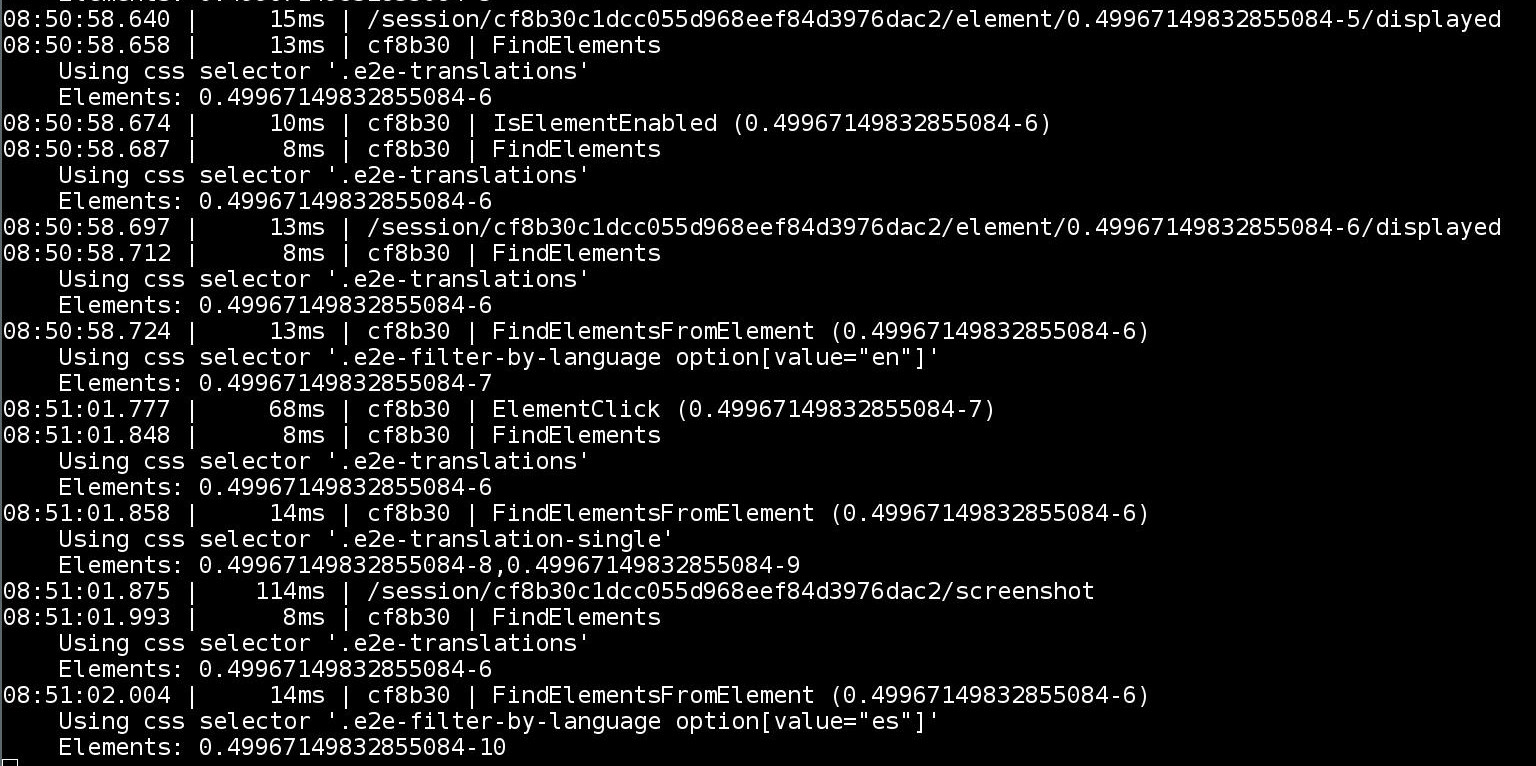 08:50:58.640 |     15ms | /session/cf8b30c1dcc055d968eef84d3976dac2/element/0.49967149832855084-5/displayed
08:50:58.658 |     13ms | cf8b30 | FindElements
    Using css selector '.e2e-translations'
    Elements: 0.49967149832855084-6
08:50:58.674 |     10ms | cf8b30 | IsElementEnabled (0.49967149832855084-6)
08:50:58.687 |      8ms | cf8b30 | FindElements
    Using css selector '.e2e-translations'
    Elements: 0.49967149832855084-6
08:50:58.697 |     13ms | /session/cf8b30c1dcc055d968eef84d3976dac2/element/0.49967149832855084-6/displayed
08:50:58.712 |      8ms | cf8b30 | FindElements
    Using css selector '.e2e-translations'
    Elements: 0.49967149832855084-6
08:50:58.724 |     13ms | cf8b30 | FindElementsFromElement (0.49967149832855084-6)
    Using css selector '.e2e-filter-by-language option[value="en"]'
    Elements: 0.49967149832855084-7
08:51:01.777 |     68ms | cf8b30 | ElementClick (0.49967149832855084-7)
08:51:01.848 |      8ms | cf8b30 | FindElements
    Using css selector '.e2e-translations'
    Elements: 0.49967149832855084-6
08:51:01.858 |     14ms | cf8b30 | FindElementsFromElement (0.49967149832855084-6)
    Using css selector '.e2e-translation-single'
    Elements: 0.49967149832855084-8,0.49967149832855084-9
08:51:01.875 |    114ms | /session/cf8b30c1dcc055d968eef84d3976dac2/screenshot
08:51:01.993 |      8ms | cf8b30 | FindElements
    Using css selector '.e2e-translations'
    Elements: 0.49967149832855084-6
08:51:02.004 |     14ms | cf8b30 | FindElementsFromElement (0.49967149832855084-6)
    Using css selector '.e2e-filter-by-language option[value="es"]'
    Elements: 0.49967149832855084-10